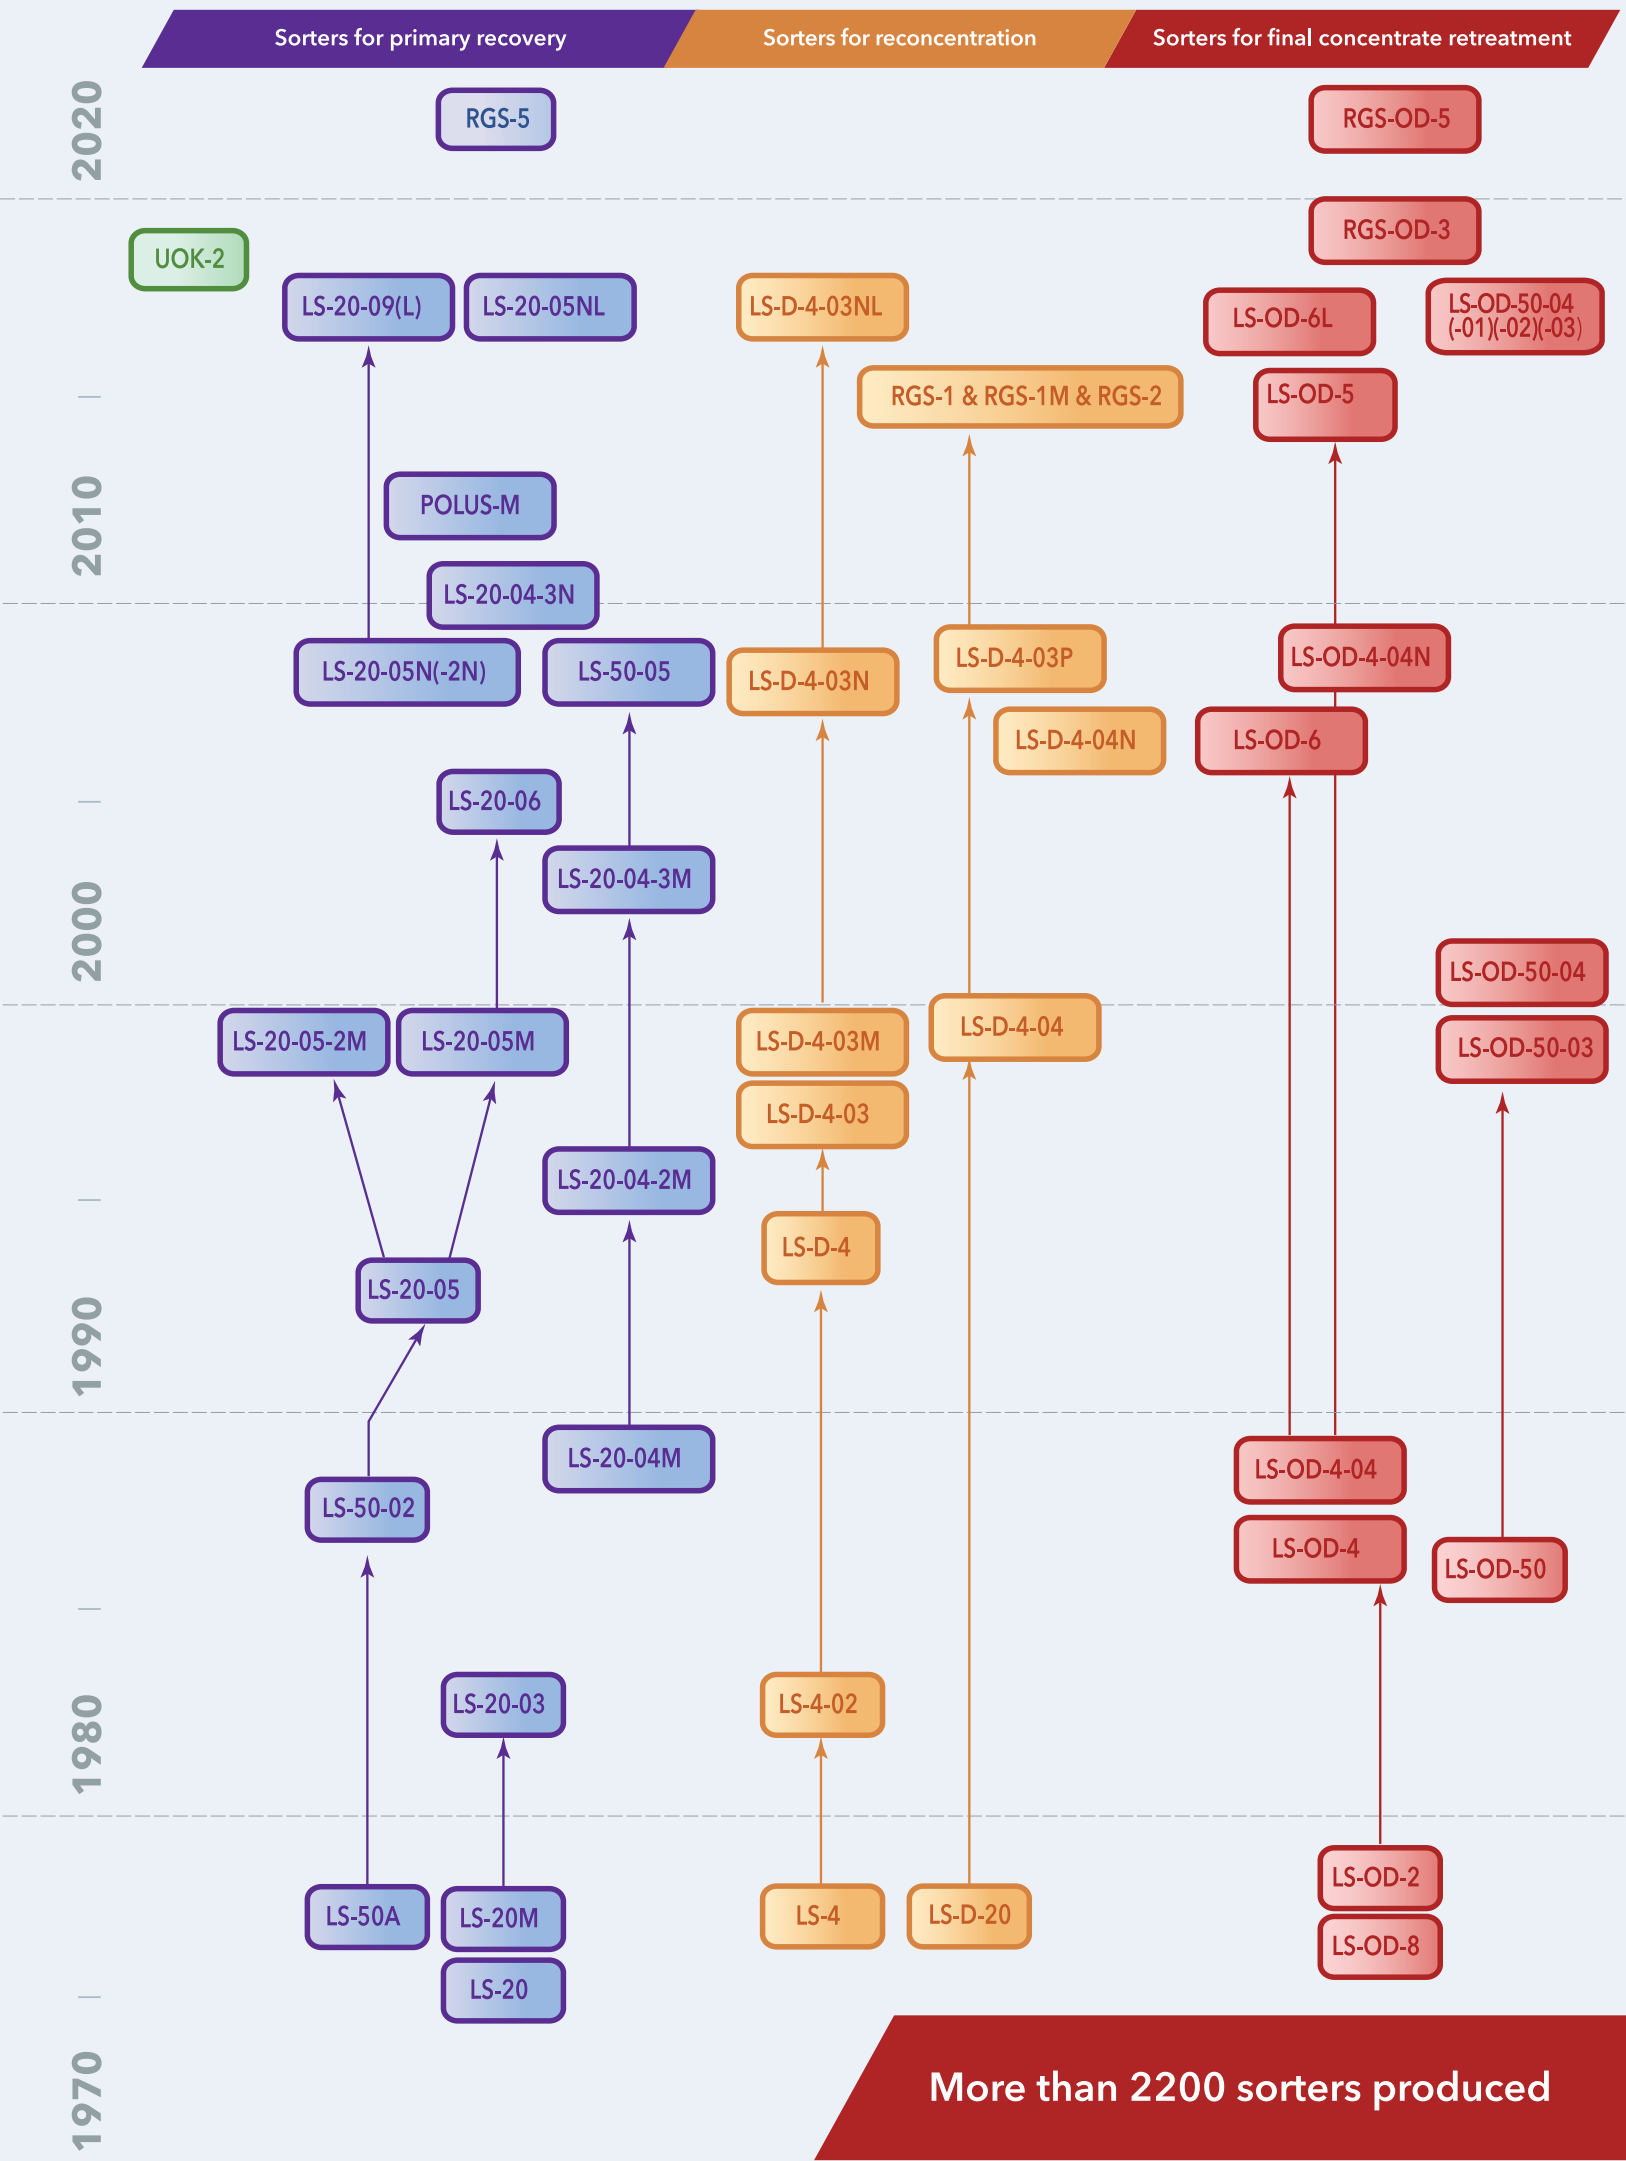 Sorters for primary recovery
Sorters for reconcentration
Sorters for final concentrate retreatment
2020
RGS-5
RGS-OD-5
RGS-OD-3
UOK-2
LS-20-09(L)
LS-20-05NL
LS-D-4-03NL
LS-OD-6L
LS-OD-50-04
(-01)(-02)(-03)
RGS-1 & RGS-1M & RGS-2
LS-OD-5
2010
POLUS-M
LS-20-04-3N
LS-20-05N(-2N)
LS-50-05
LS-D-4-03N
LS-D-4-03P
LS-OD-4-04N
LS-D-4-04N
LS-OD-6
LS-20-06
LS-20-04-3M
2000
LS-OD-50-04
LS-20-05-2M
LS-20-05M
LS-D-4-03M
LS-D-4-04
LS-OD-50-03
LS-D-4-03
LS-20-04-2M
LS-D-4
LS-20-05
1990
LS-20-04M
LS-OD-4-04
LS-50-02
LS-OD-4
LS-OD-50
1980
LS-20-03
LS-4-02
LS-OD-2
LS-50A
LS-20M
LS-4
LS-D-20
LS-OD-8
LS-20
1970
More than 2200 sorters produced